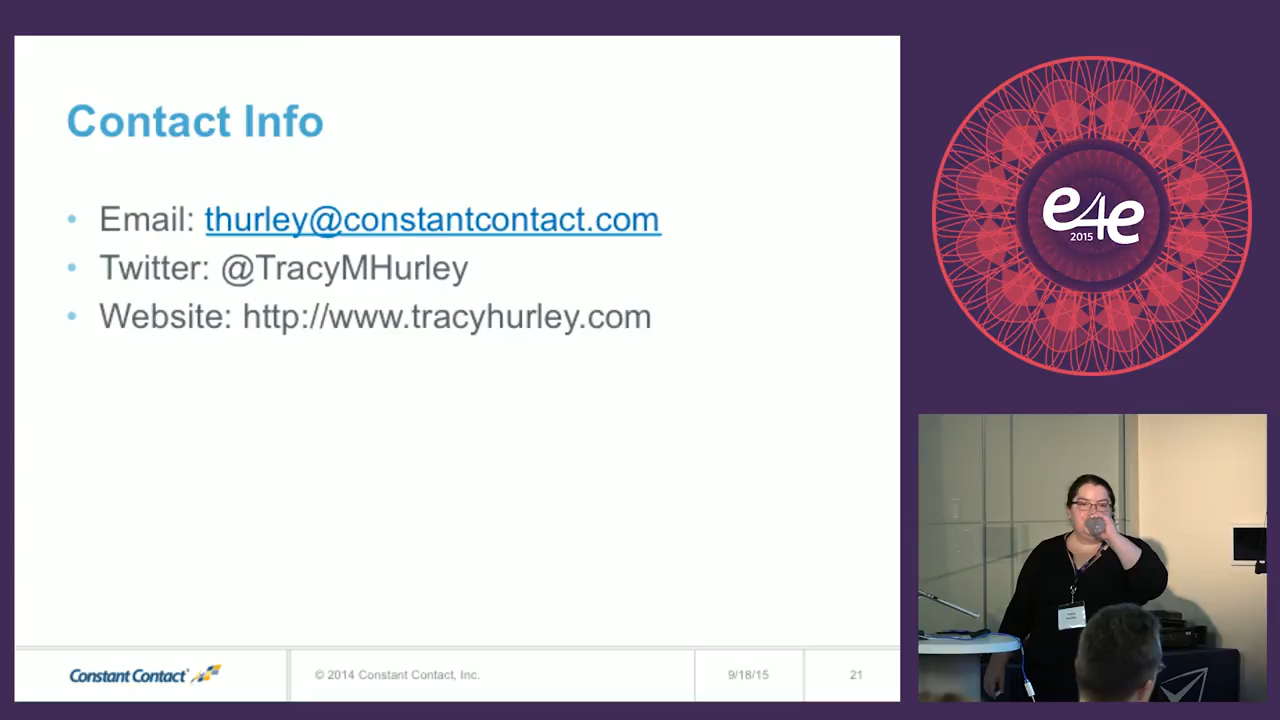 Contact Info
• Email: thurley@constantcontact.com
• Twitter: @TracyMHurley
• Website: http://www.tracyhurley.com
Constant Contact
© 2014 Constant Contact, Inc.
9/18/15
21
e4e
2015